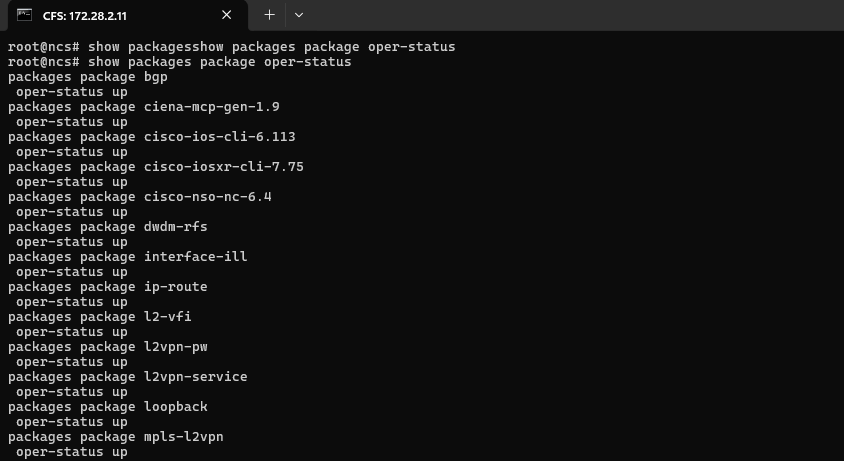 CFS: 172.28.2.11
root@ncs# show packagesshow packages package oper-status
root@ncs# show packages package oper-status
packages package bgp
 oper-status up
packages package ciena-mcp-gen-1.9
 oper-status up
packages package cisco-ios-cli-6.113
 oper-status up
packages package cisco-iosxr-cli-7.75
 oper-status up
packages package cisco-nso-nc-6.4
 oper-status up
packages package dwdm-rfs
 oper-status up
packages package interface-ill
 oper-status up
packages package ip-route
 oper-status up
packages package l2-vfi
 oper-status up
packages package l2vpn-pw
 oper-status up
packages package l2vpn-service
 oper-status up
packages package loopback
 oper-status up
packages package mpls-l2vpn
 oper-status up